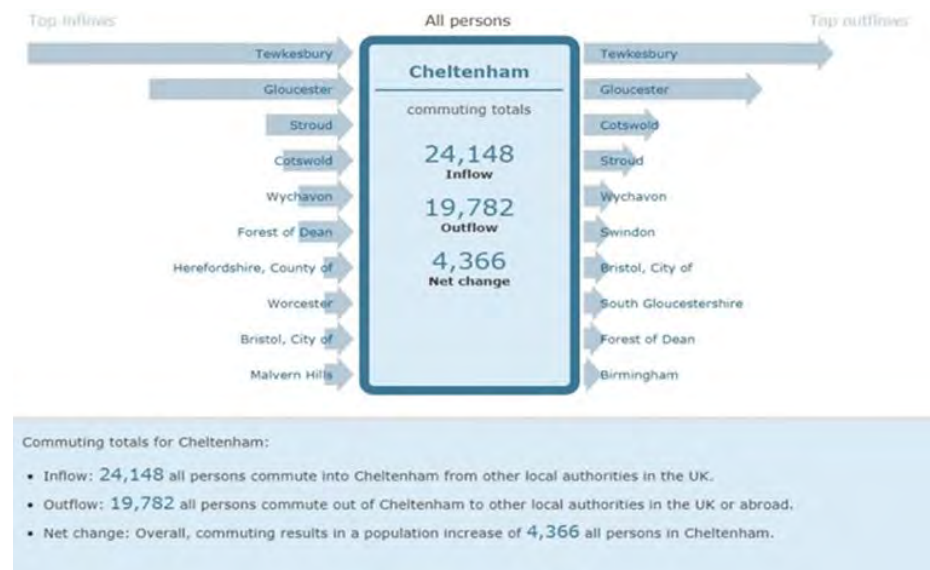 Top inflows
All persons
Top outflows
Tewkesbury
Gloucester
Stroud
Cotswold
Wychavon
Forest of Dean
Herefordshire, County of
Worcester
Bristol, City of
Malvern Hills
Cheltenham
commuting totals
24,148
Inflow
19,782
Outflow
4,366
Net change
Tewkesbury
Gloucester
Cotswold
Stroud
Wychavon
Swindon
Bristol, City of
South Gloucestershire
Forest of Dean
Birmingham
Commuting totals for Cheltenham:
• Inflow: 24,148 all persons commute into Cheltenham from other local authorities in the UK.
• Outflow: 19,782 all persons commute out of Cheltenham to other local authorities in the UK or abroad.
• Net change: Overall, commuting results in a population increase of 4,366 all persons in Cheltenham.